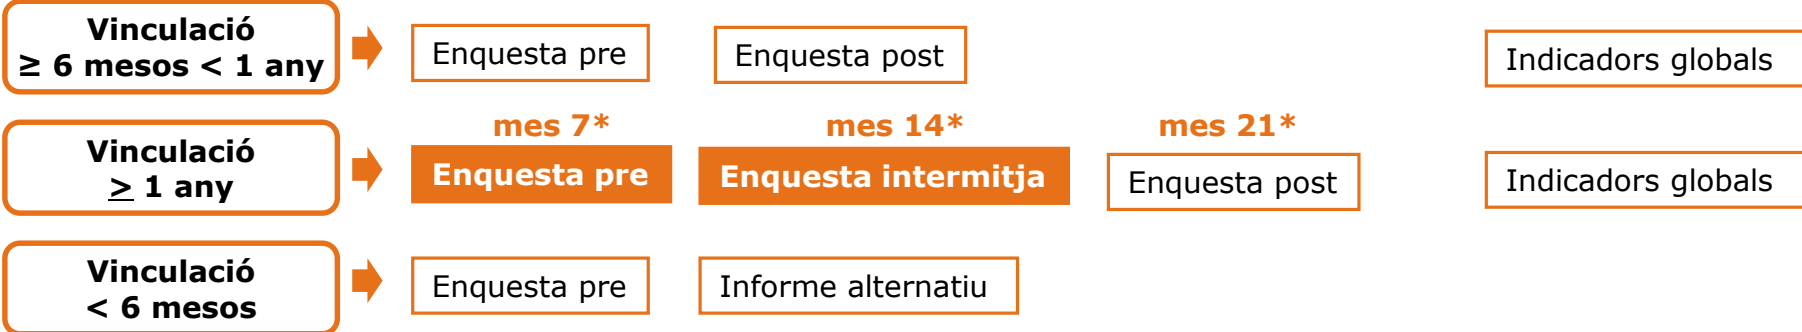 Vinculació
≥ 6 mesos < 1 any
Enquesta pre
Enquesta post
Indicadors globals
mes 7*
mes 14*
mes 21*
Vinculació
≥ 1 any
Enquesta pre
Enquesta intermitja
Enquesta post
Indicadors globals
Vinculació
< 6 mesos
Enquesta pre
Informe alternatiu